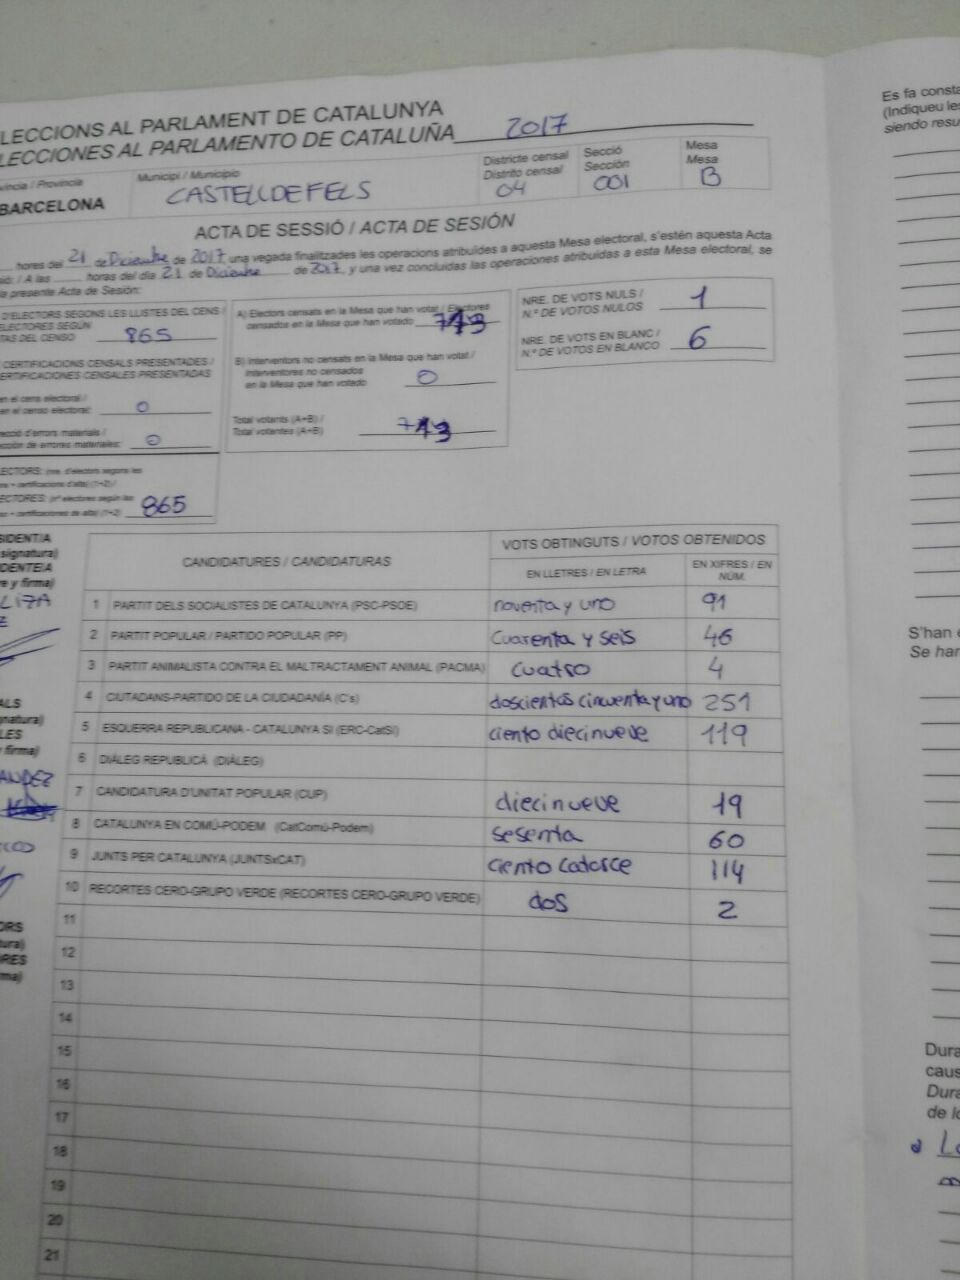 LECCIONS AL PARLAMENT DE CATALUNYA
LECCIONES AL PARLAMENTO DE CATALUÑA 2017
víncia / Provincia
BARCELONA
Municipi / Municipio
CASTELLDEFELS
Districte censal
Distrito censal
04
Secció
Sección
001
Mesa
Mesa
B
ACTA DE SESSIÓ / ACTA DE SESIÓN
hores del 21 de Diciembre de 2017 una vegada finalitzades les operacions atribuïdes a aquesta Mesa electoral, s'estén aquesta Acta
sió: / A las horas del día 21 de Diciembre de 2017, y una vez concluidas las operaciones atribuidas a esta Mesa electoral, se
la presente Acta de Sesión:
D'ELECTORS SEGONS LES LLISTES DEL CENS /
ELECTORES SEGÚN
TAS DEL CENSO 865
CERTIFICACIONS CENSALS PRESENTADES /
ERTIFICACIONES CENSALES PRESENTADAS
en el cens electoral /
en el censo electoral: 0
ecció d'errors materials /
cción de errores materiales: 0
LECTORS: (nre. d'electors segons les
ns + certificacions d'alta) (1+2) /
ECTORES: (nº electores según las
so + certificaciones de alta) (1+2) 865
A) Electors censats en la Mesa que han votat / Electores
censados en la Mesa que han votado
B) Interventors no censats en la Mesa que han votat /
Interventores no censados
en la Mesa que han votado 0
Total votants (A+B) /
Total votantes (A+B)
NRE. DE VOTS NULS /
N.º DE VOTOS NULOS 1
NRE. DE VOTS EN BLANC /
N.º DE VOTOS EN BLANCO 6
CANDIDATURES / CANDIDATURAS
VOTS OBTINGUTS / VOTOS OBTENIDOS
EN LLETRES / EN LETRA
EN XIFRES / EN
NÚM.
1 PARTIT DELS SOCIALISTES DE CATALUNYA (PSC-PSOE) noventa y uno 91
2 PARTIT POPULAR / PARTIDO POPULAR (PP) cuarenta y seis 46
3 PARTIT ANIMALISTA CONTRA EL MALTRACTAMENT ANIMAL (PACMA) cuatro 4
4 CIUTADANS-PARTIDO DE LA CIUDADANÍA (C's) doscientos cincuenta y uno 251
5 ESQUERRA REPUBLICANA - CATALUNYA SÍ (ERC-CatSí) ciento diecinueve 119
6 DIÀLEG REPUBLICÀ (DIÀLEG)
7 CANDIDATURA D'UNITAT POPULAR (CUP) diecinueve 19
8 CATALUNYA EN COMÚ-PODEM (CatComú-Podem) sesenta 60
9 JUNTS PER CATALUNYA (JUNTSxCAT) ciento catorce 114
10 RECORTES CERO-GRUPO VERDE (RECORTES CERO-GRUPO VERDE) dos 2
11
12
13
14
15
16
17
18
19
20
21
SIDENT/A
signatura)
IDENTE/A
e y firma)
ALS
gnatura)
LES
y firma)
ANDEZ
ORS
tura)
ORES
ma)
Es fa consta
(Indiqueu les
siendo resu
S'han e
Se har
Dura
caus
Dura
de lo